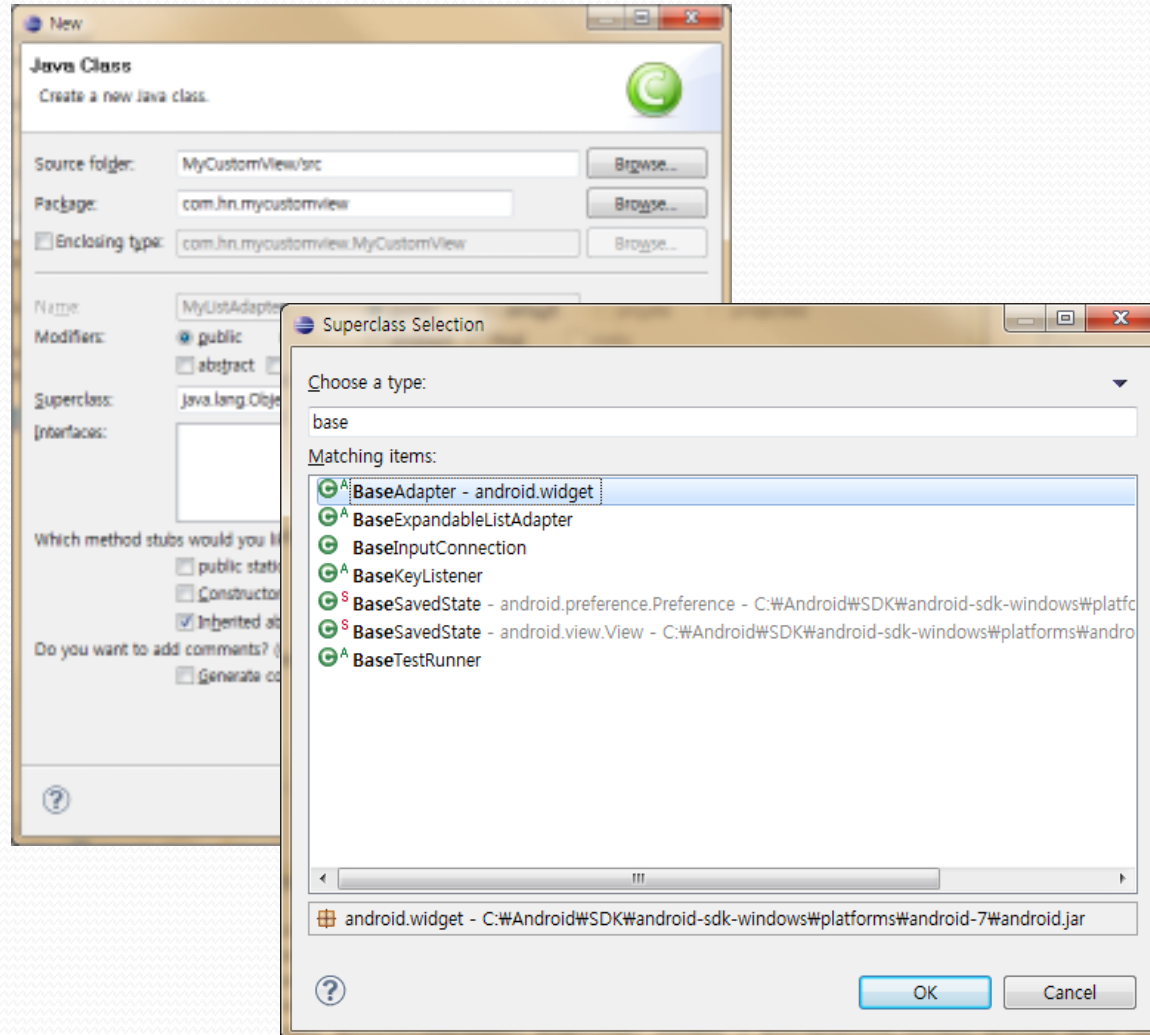 New
Java Class
Create a new Java class.
Source folder:
MyCustomView/src
Browse...
Package:
com.hn.mycustomview
Browse...
Enclosing type:
com.hn.mycustomview.MyCustomView
Browse...
Name:
MyListAdapter
Modifiers:
public
abstract
Superclass:
java.lang.Obje
Interfaces:
Which method stubs would you li
public static
Constructor
Inherited ab
Do you want to add comments? (
Generate co
Superclass Selection
Choose a type:
base
Matching items:
BaseAdapter - android.widget
BaseExpandableListAdapter
BaseInputConnection
BaseKeyListener
BaseSavedState - android.preference.Preference - C:₩Android₩SDK₩android-sdk-windows₩platfc
BaseSavedState - android.view.View - C:₩Android₩SDK₩android-sdk-windows₩platforms₩andro
BaseTestRunner
android.widget - C:₩Android₩SDK₩android-sdk-windows₩platforms₩android-7₩android.jar
OK
Cancel